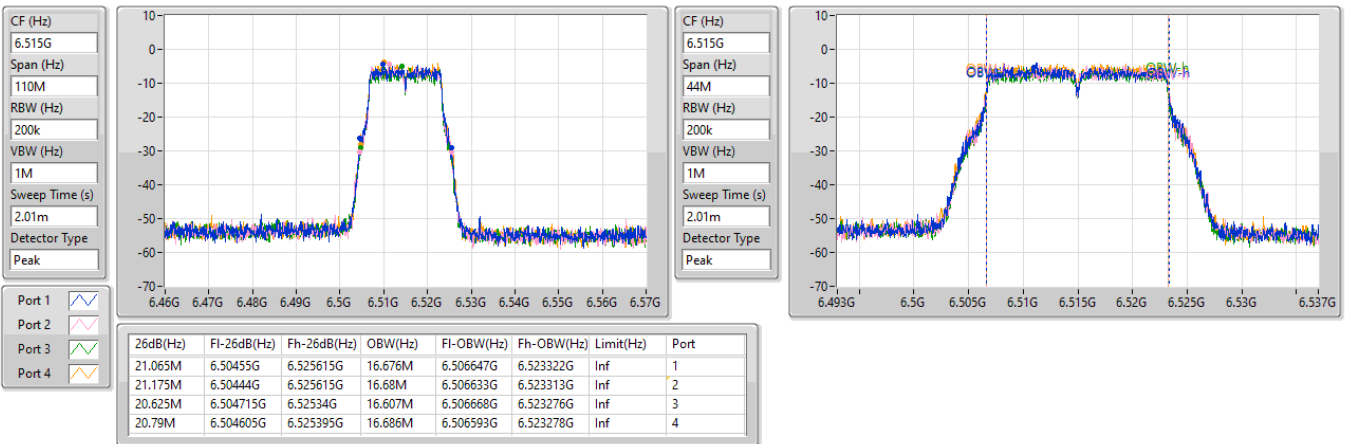 CF (Hz)
6.515G
Span (Hz)
110M
RBW (Hz)
200k
VBW (Hz)
1M
Sweep Time (s)
2.01m
Detector Type
Peak
10
0
-10
-20
-30
-40
-50
-60
-70
6.46G 6.47G 6.48G 6.49G 6.5G 6.51G 6.52G 6.53G 6.54G 6.55G 6.56G 6.57G
CF (Hz)
6.515G
Span (Hz)
44M
RBW (Hz)
200k
VBW (Hz)
1M
Sweep Time (s)
2.01m
Detector Type
Peak
10
0
-10
-20
-30
-40
-50
-60
-70
OBW-h
6.493G 6.5G 6.505G 6.51G 6.515G 6.52G 6.525G 6.53G 6.537G
Port 1
Port 2
Port 3
Port 4
26dB(Hz) Fl-26dB(Hz) Fh-26dB(Hz) OBW(Hz) Fl-OBW(Hz) Fh-OBW(Hz) Limit(Hz) Port
21.065M 6.50455G 6.525615G 16.676M 6.506647G 6.523322G Inf 1
21.175M 6.50444G 6.525615G 16.68M 6.506633G 6.523313G Inf 2
20.625M 6.504715G 6.52534G 16.607M 6.506668G 6.523276G Inf 3
20.79M 6.504605G 6.525395G 16.686M 6.506593G 6.523278G Inf 4